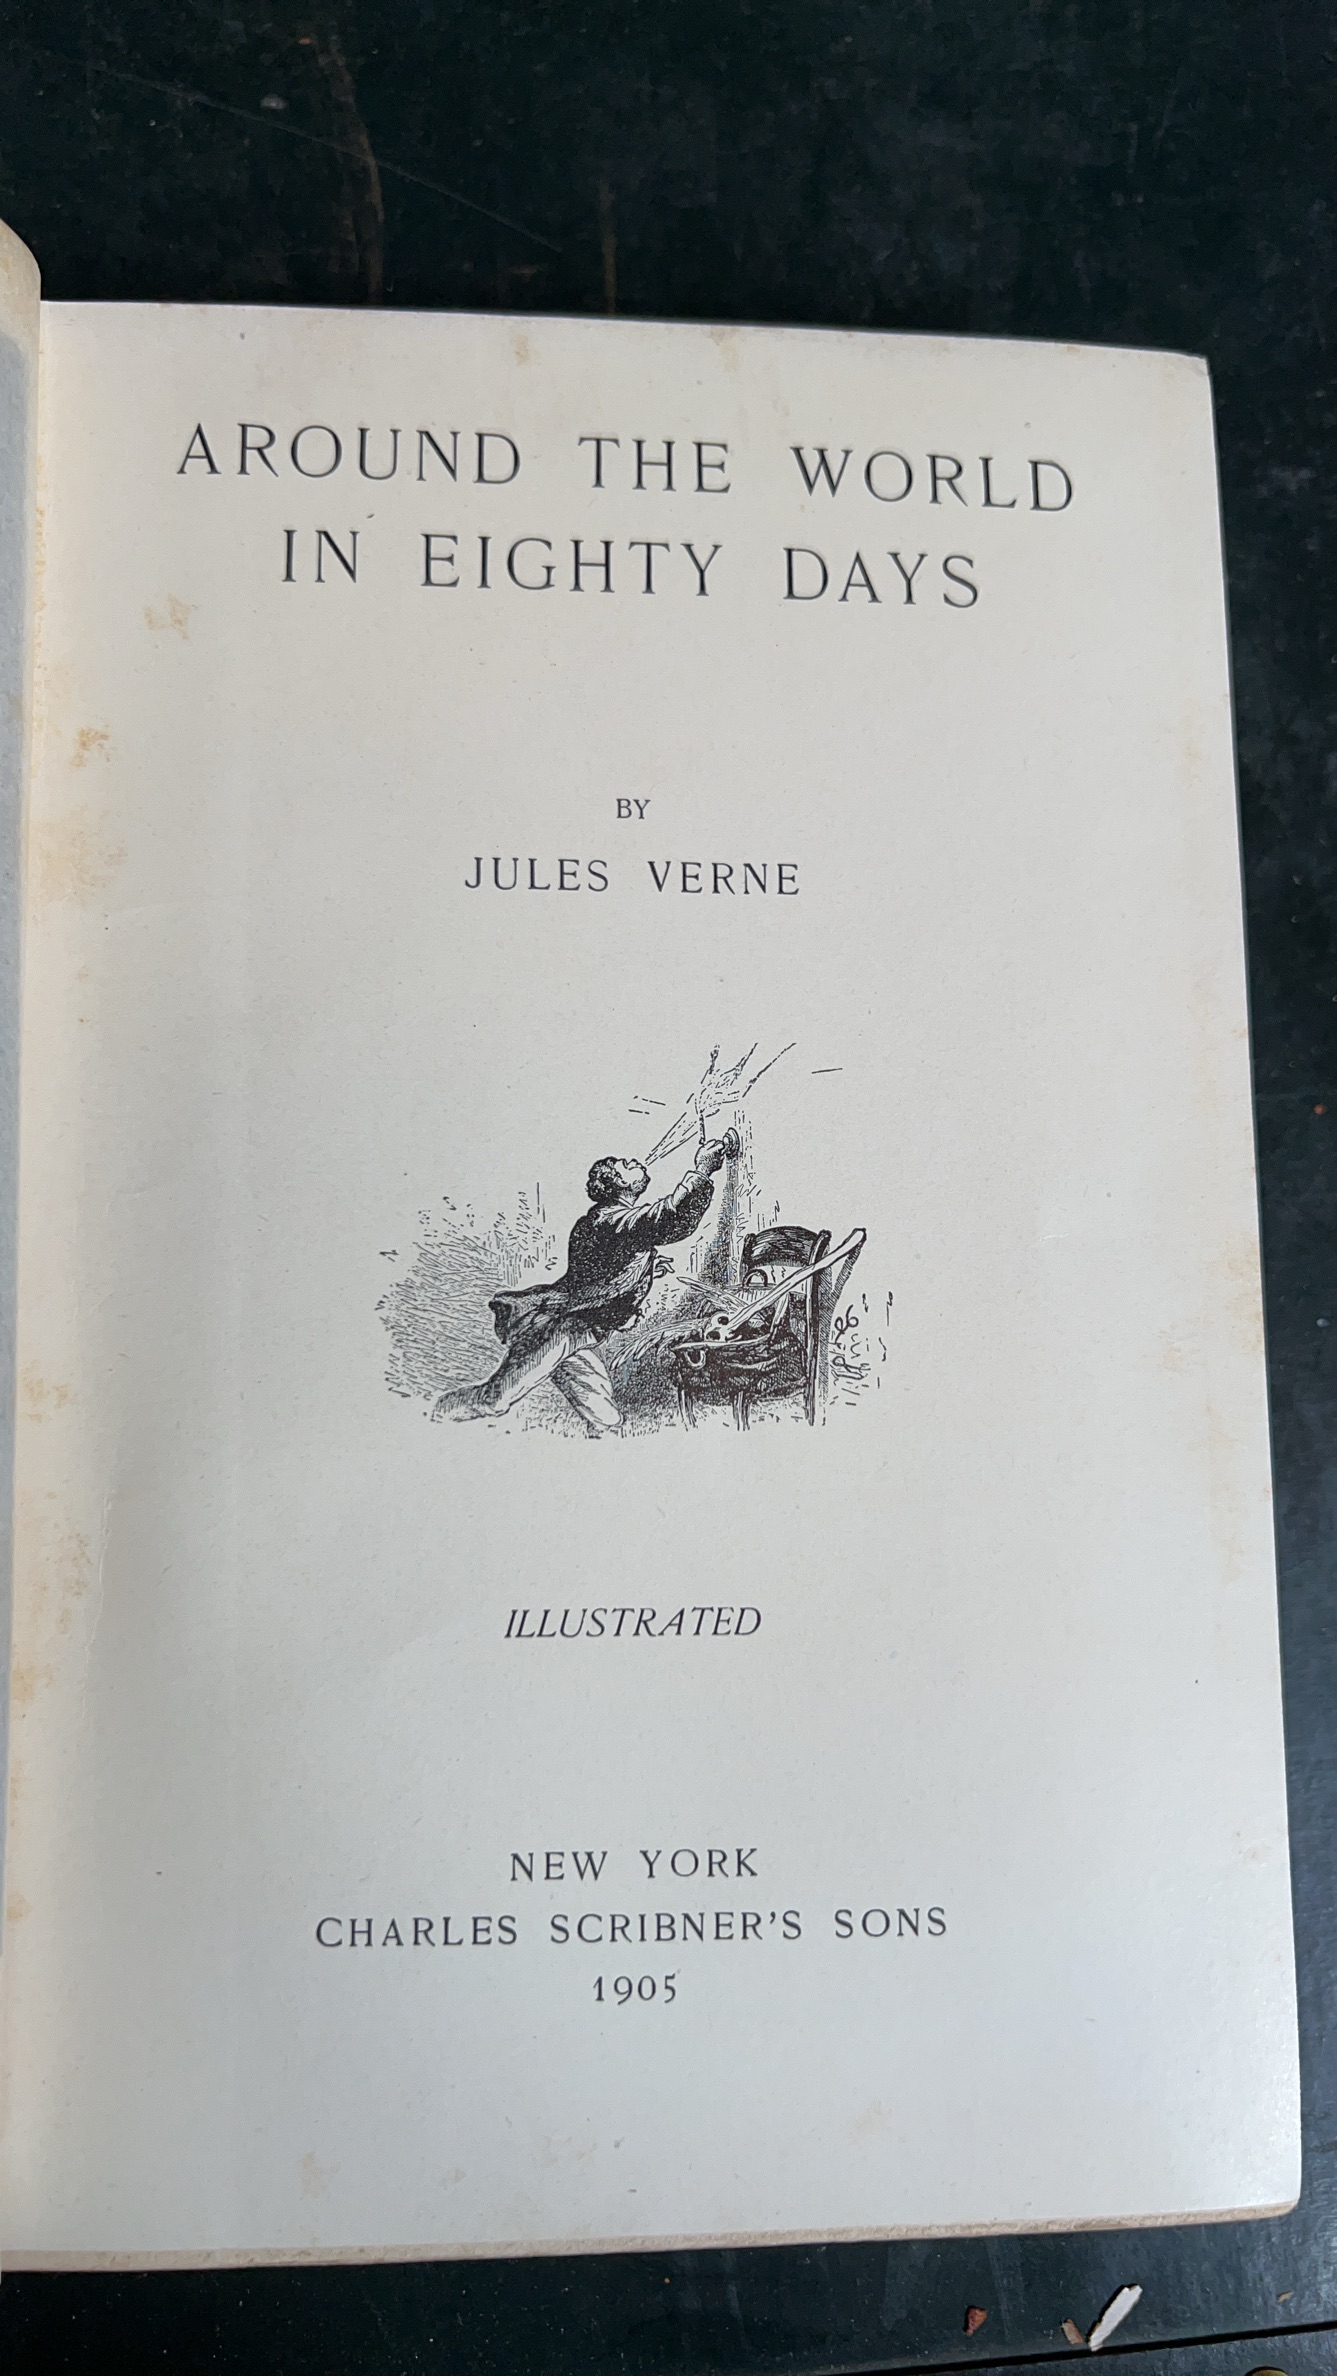 AROUND THE WORLD
IN EIGHTY DAYS
BY
JULES VERNE
ILLUSTRATED
NEW YORK
CHARLES SCRIBNER'S SONS
1905